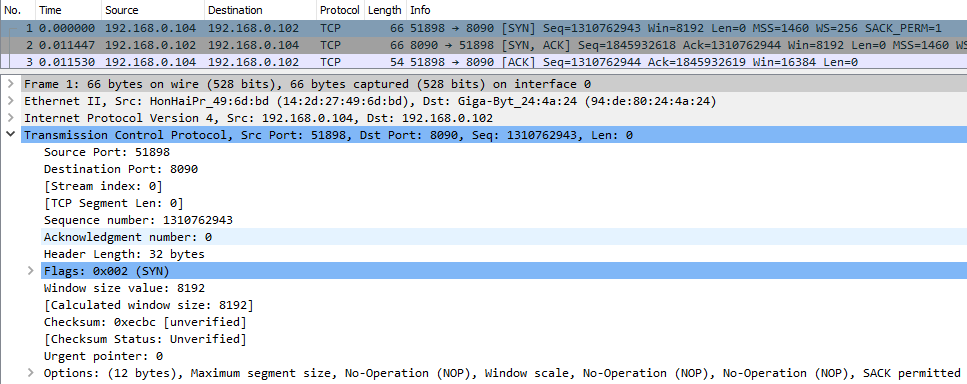 No. Time Source Destination Protocol Length Info
1 0.000000 192.168.0.104 192.168.0.102 TCP 66 51898 → 8090 [SYN] Seq=1310762943 Win=8192 Len=0 MSS=1460 WS=256 SACK_PERM=1
2 0.011447 192.168.0.102 192.168.0.104 TCP 66 8090 → 51898 [SYN, ACK] Seq=1845932618 Ack=1310762944 Win=8192 Len=0 MSS=1460 WS
3 0.011530 192.168.0.104 192.168.0.102 TCP 54 51898 → 8090 [ACK] Seq=1310762944 Ack=1845932619 Win=16384 Len=0
Frame 1: 66 bytes on wire (528 bits), 66 bytes captured (528 bits) on interface 0
Ethernet II, Src: HonHaiPr_49:6d:bd (14:2d:27:49:6d:bd), Dst: Giga-Byt_24:4a:24 (94:de:80:24:4a:24)
Internet Protocol Version 4, Src: 192.168.0.104, Dst: 192.168.0.102
Transmission Control Protocol, Src Port: 51898, Dst Port: 8090, Seq: 1310762943, Len: 0
Source Port: 51898
Destination Port: 8090
[Stream index: 0]
[TCP Segment Len: 0]
Sequence number: 1310762943
Acknowledgment number: 0
Header Length: 32 bytes
Flags: 0x002 (SYN)
Window size value: 8192
[Calculated window size: 8192]
Checksum: 0xecbc [unverified]
[Checksum Status: Unverified]
Urgent pointer: 0
Options: (12 bytes), Maximum segment size, No-Operation (NOP), Window scale, No-Operation (NOP), No-Operation (NOP), SACK permitted